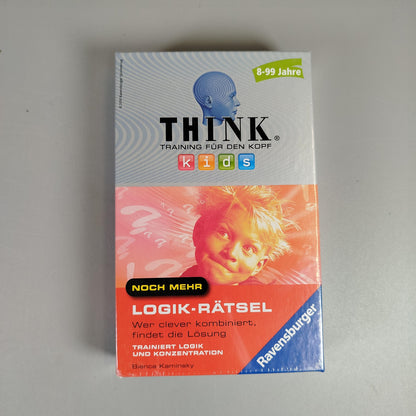 8-99 Jahre
THINK®
TRAINING FÜR DEN KOPF
kids
NOCH MEHR
LOGIK-RÄTSEL
Wer clever kombiniert,
findet die Lösung
TRAINIERT LOGIK
UND KONZENTRATION
Bianca Kaminsky
Ravensburger